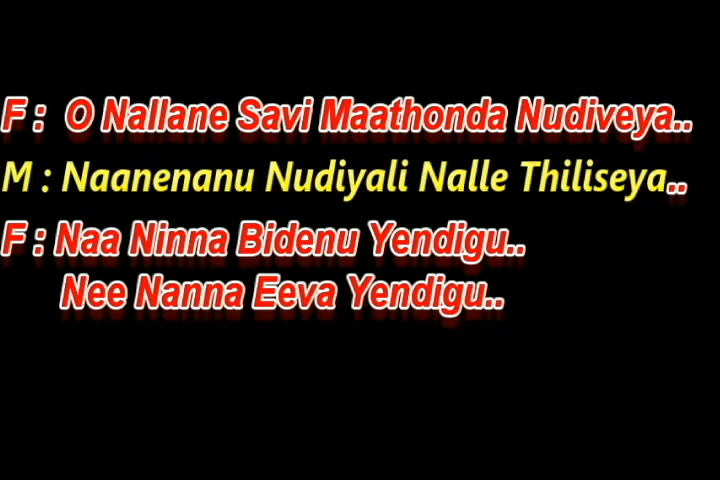 F : O Nallane Savi Maathonda Nudiveya..
M : Naanenanu Nudiyali Nalle Thiliseya..
F : Naa Ninna Bidenu Yendigu..
Nee Nanna Eeva Yendigu..